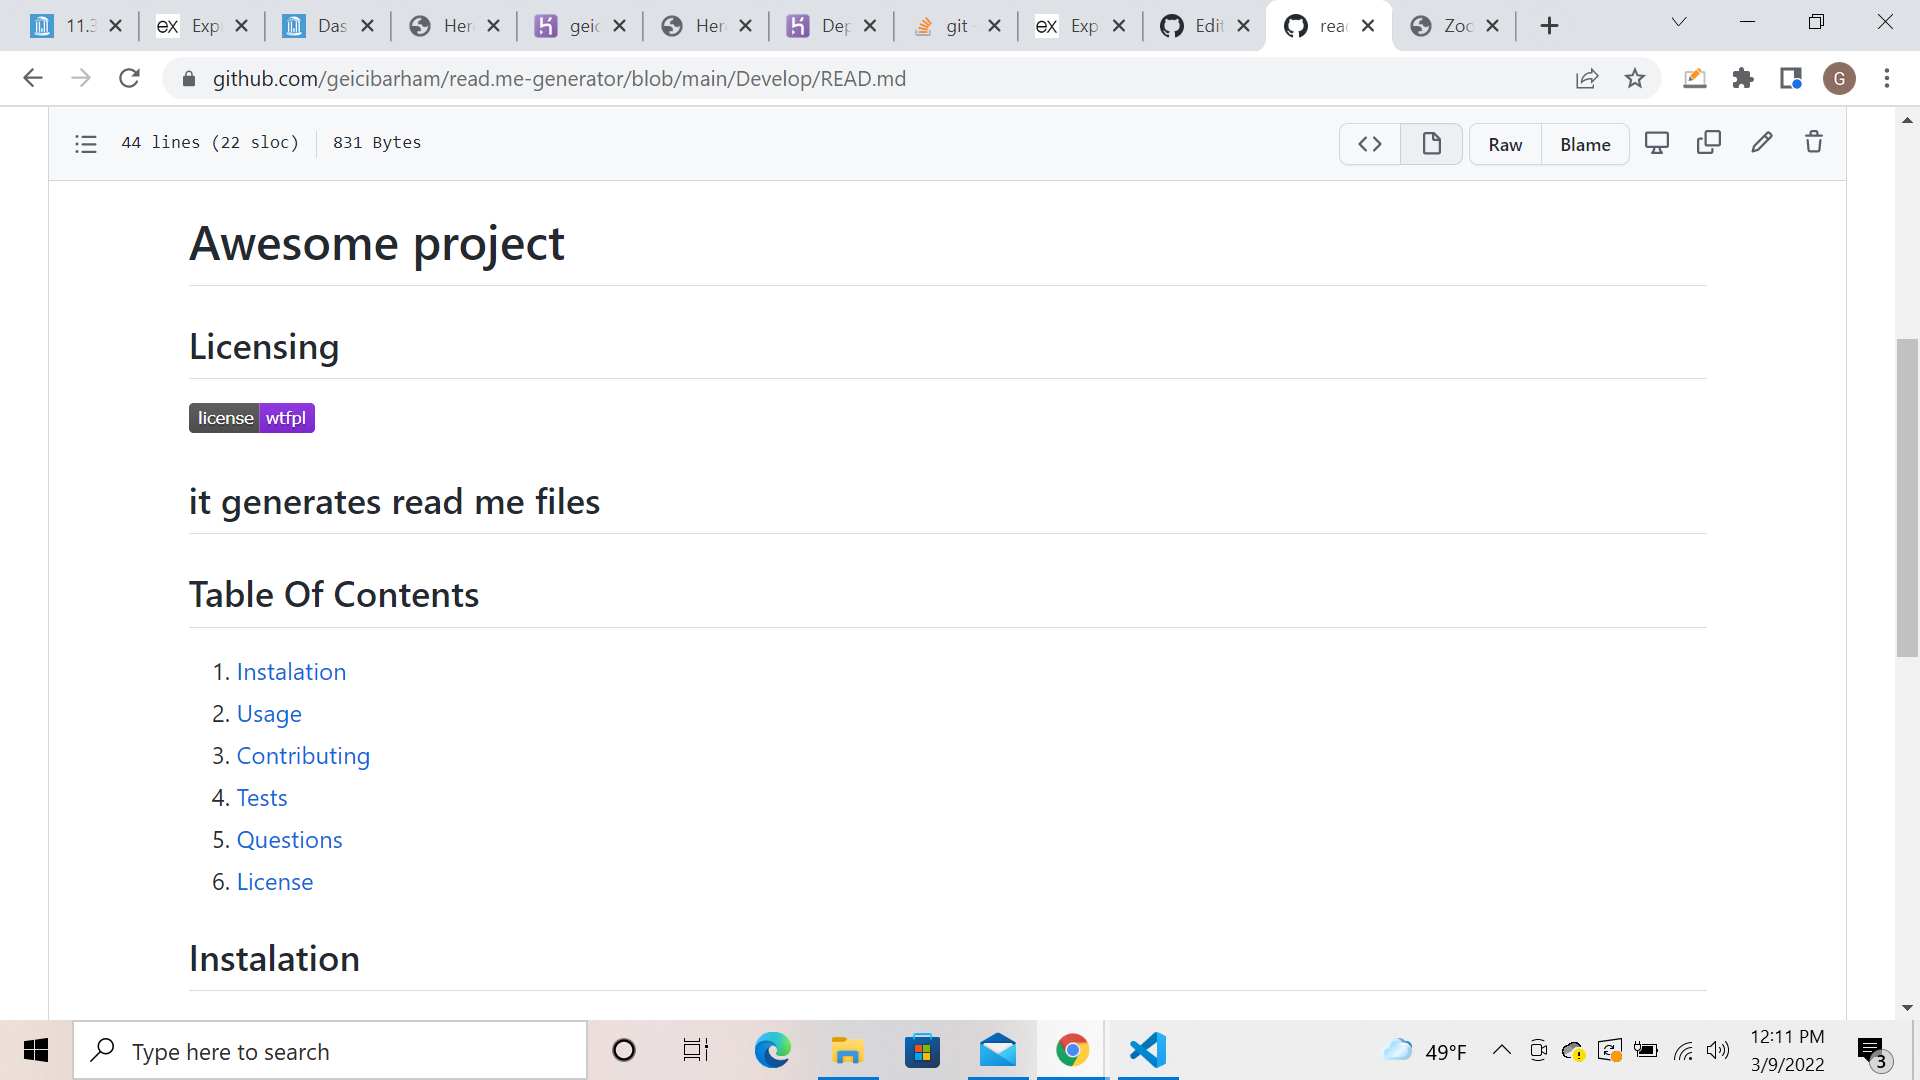 11.3 Exp Das Her geic Her Dep git Exp Edit reac Zoo
github.com/geicibarham/read.me-generator/blob/main/Develop/READ.md G
44 lines (22 sloc) 831 Bytes Raw Blame
Awesome project
Licensing
license wtfpl
it generates read me files
Table Of Contents
1. Instalation
2. Usage
3. Contributing
4. Tests
5. Questions
6. License
Instalation
Type here to search
49°F
12:11 PM
3/9/2022
3